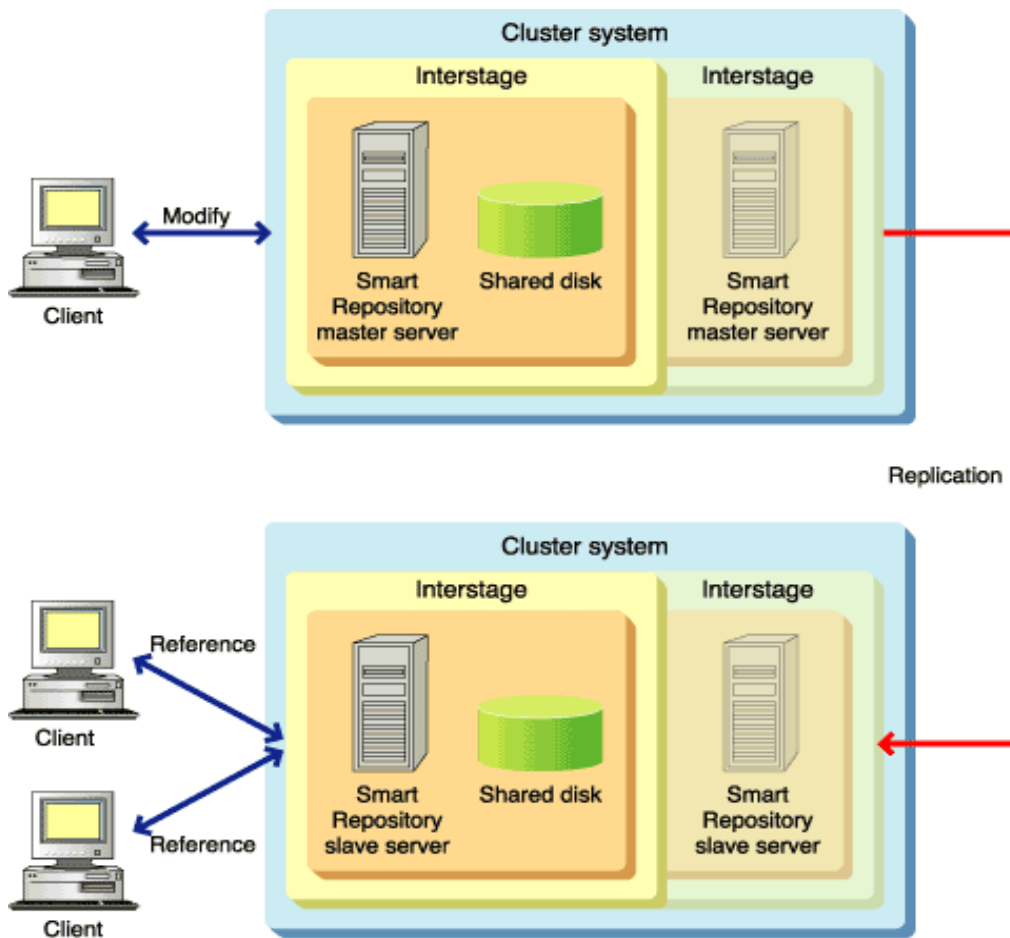 Cluster system
Interstage
Interstage
Modify
Client
Smart
Repository
master server
Shared disk
Smart
Repository
master server
Replication
Cluster system
Interstage
Interstage
Reference
Client
Reference
Client
Smart
Repository
slave server
Shared disk
Smart
Repository
slave server